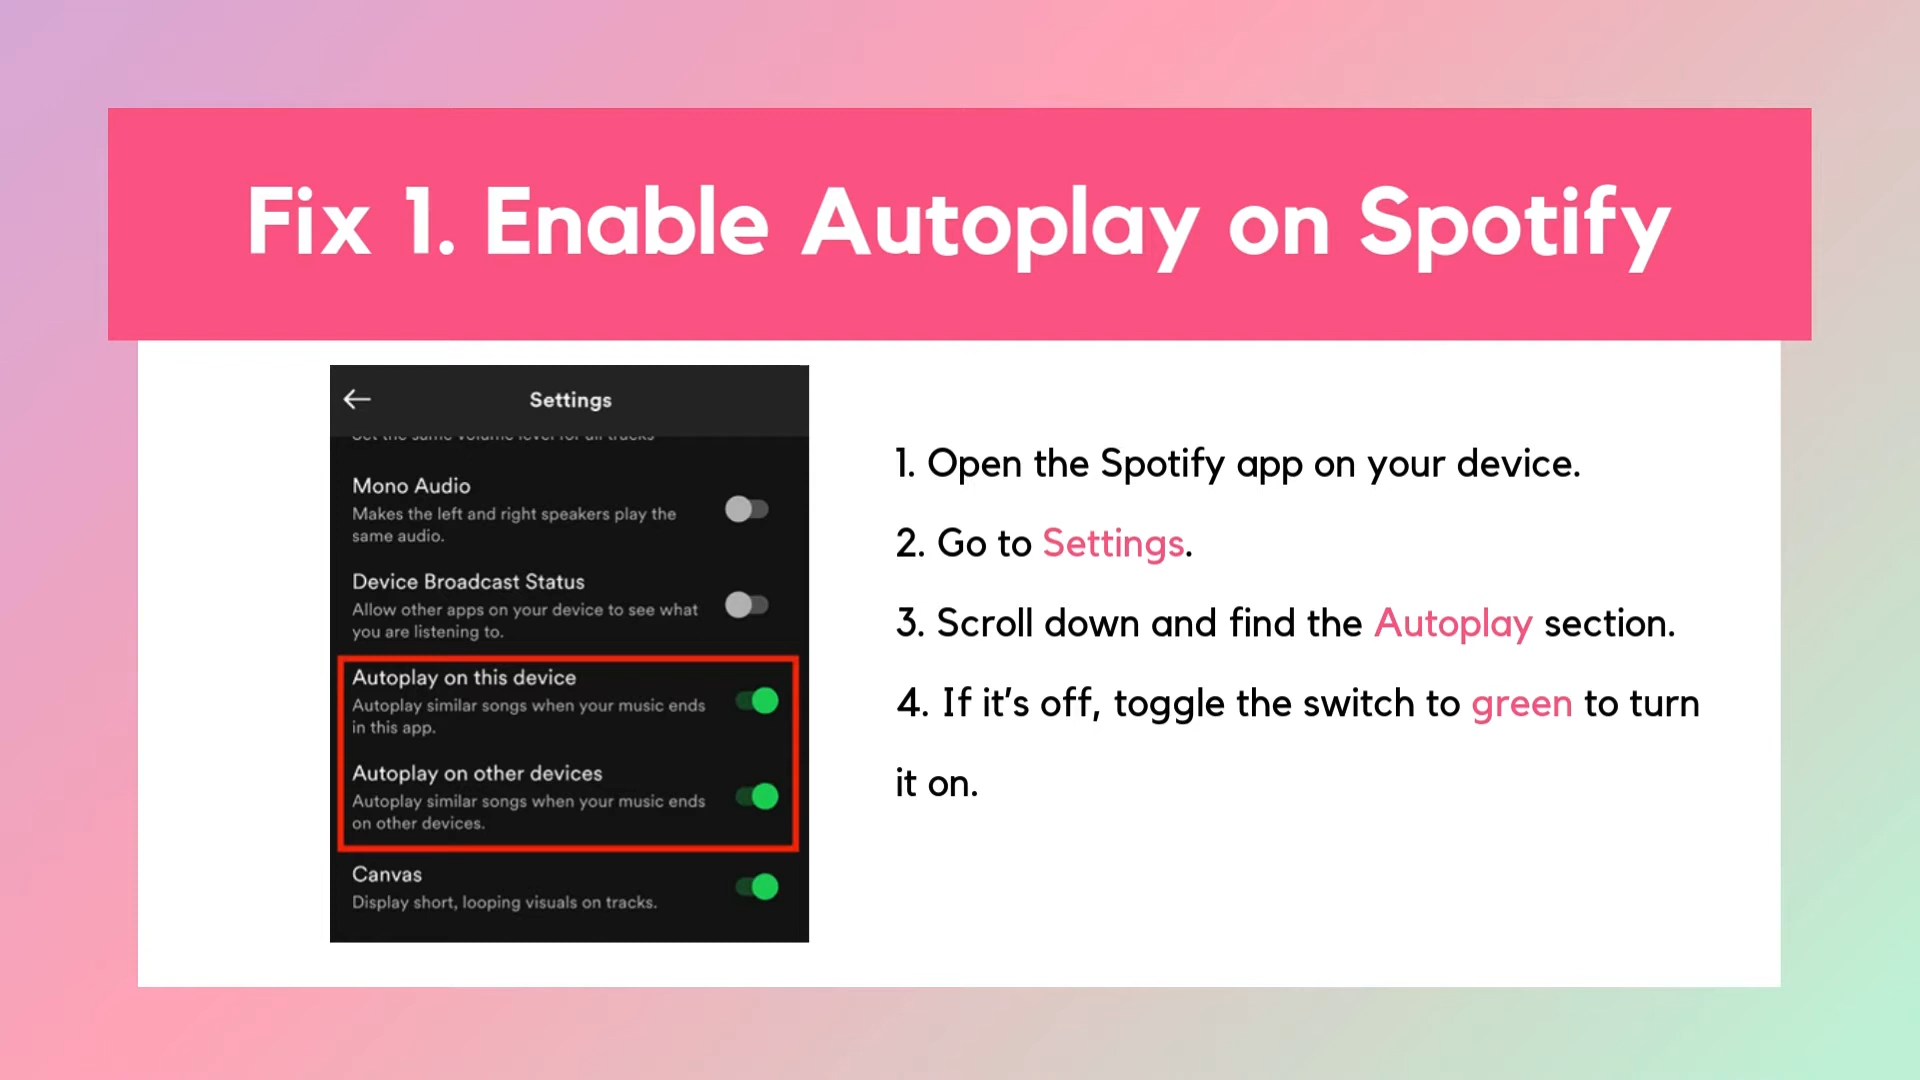 Fix 1. Enable Autoplay on Spotify
Settings
Mono Audio
Makes the left and right speakers play the
same audio.
Device Broadcast Status
Allow other apps on your device to see what
you are listening to.
Autoplay on this device
Autoplay similar songs when your music ends
in this app.
Autoplay on other devices
Autoplay similar songs when your music ends
on other devices.
Canvas
Display short, looping visuals on tracks.
1. Open the Spotify app on your device.
2. Go to Settings.
3. Scroll down and find the Autoplay section.
4. If it’s off, toggle the switch to green to turn
it on.